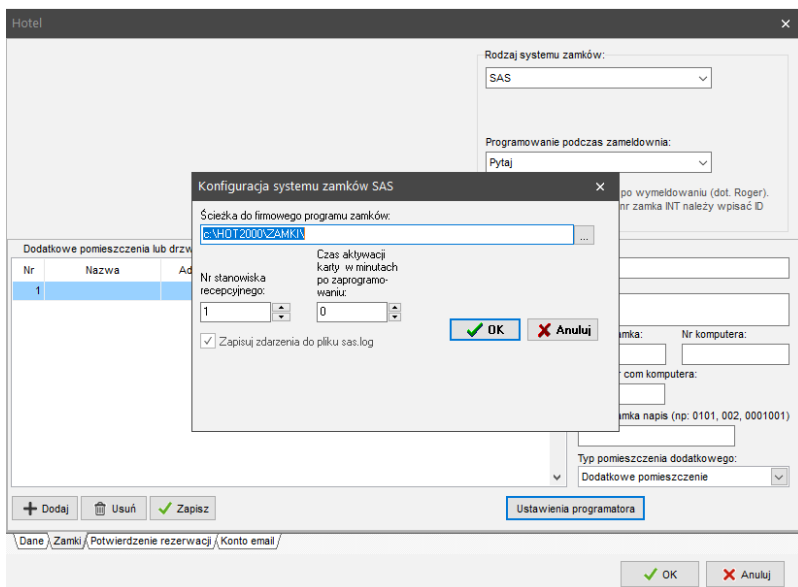 Hotel
Rodzaj systemu zamków:
SAS
Programowanie podczas zameldownia:
Pytaj
po wymeldowaniu (dot. Roger).
nr zamka INT należy wpisać ID
Konfiguracja systemu zamków SAS
Ścieżka do firmowego programu zamków:
c:\HOT2000\ZAMKI\
...
Nr stanowiska
recepcyjnego:
1
Czas aktywacji
karty w minutach
po zaprogramo-
waniu:
0
OK
Anuluj
Zapisuj zdarzenia do pliku sas.log
Dodatkowe pomieszczenia lub drzw
Nr Nazwa Ad
1
amka: Nr komputera:
com komputera:
amka napis (np: 0101, 002, 0001001)
Typ pomieszczenia dodatkowego:
Dodatkowe pomieszczenie
Dodaj Usuń Zapisz
Ustawienia programatora
Dane Zamki Potwierdzenie rezerwacji Konto email
OK Anuluj